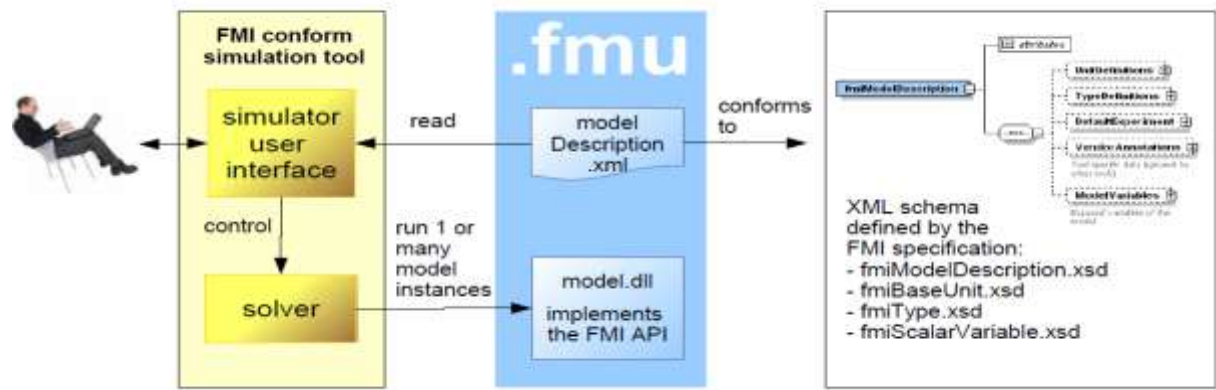 FMI conform
simulation tool
simulator
user
interface
control
solver
read
run 1 or
many
model
instances
.fmu
model
Description
.xml
model.dll
implements
the FMI API
conforms
to
attributes
fmiModelDescription
UnitDefinitions
TypeDefinitions
DefaultExperiment
VendorAnnotations
ModelVariables
XML schema
defined by the
FMI specification:
- fmiModelDescription.xsd
- fmiBaseUnit.xsd
- fmiType.xsd
- fmiScalarVariable.xsd